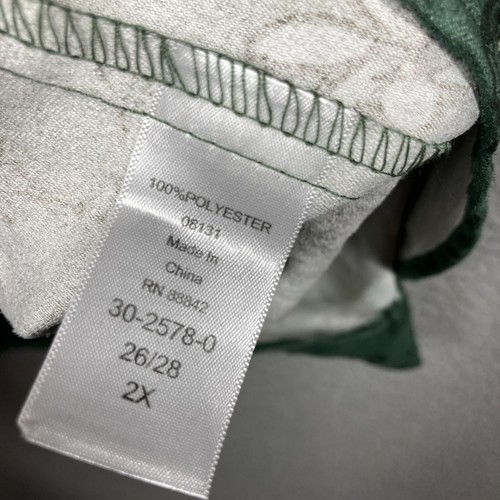 100%POLYESTER
08131
Made In
China
RN 88842
30-2578-0
26/28
2X